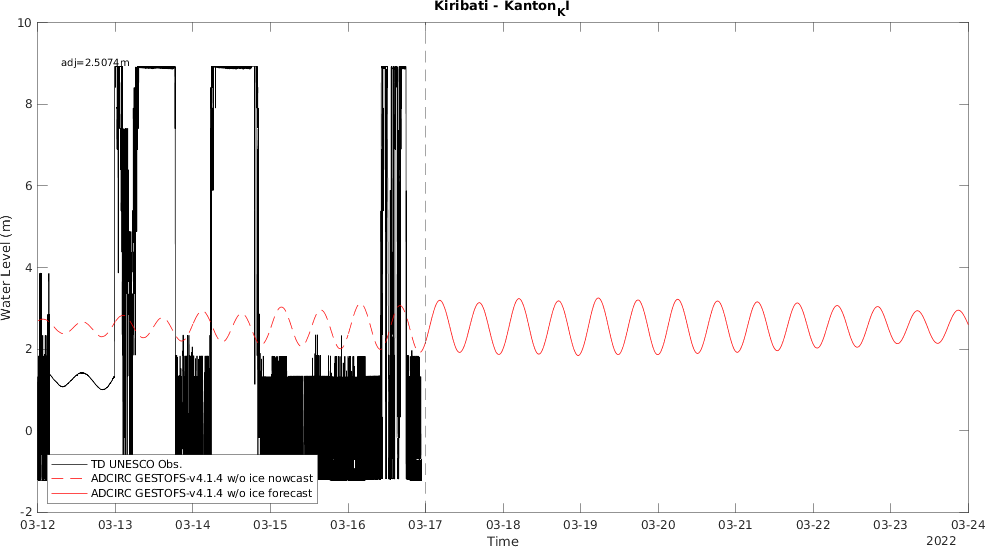 Kiribati - Kanton_KI
adj=2.5074m
Water Level (m)
10
8
6
4
2
0
-2
TD UNESCO Obs.
ADCIRC GESTOFS-v4.1.4 w/o ice nowcast
ADCIRC GESTOFS-v4.1.4 w/o ice forecast
03-12 03-13 03-14 03-15 03-16 03-17 03-18 03-19 03-20 03-21 03-22 03-23 03-24
Time
2022